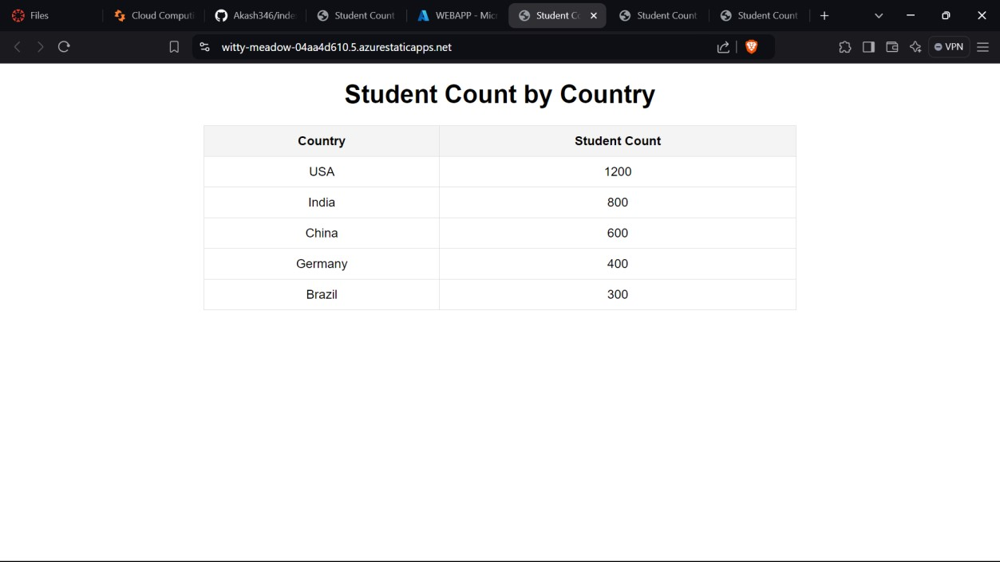 Files
Cloud Computi
Akash346/inde
Student Count
WEBAPP - Micr
Student Co
Student Count
Student Count
witty-meadow-04aa4d610.5.azurestaticapps.net
VPN
Student Count by Country
Country Student Count
USA 1200
India 800
China 600
Germany 400
Brazil 300